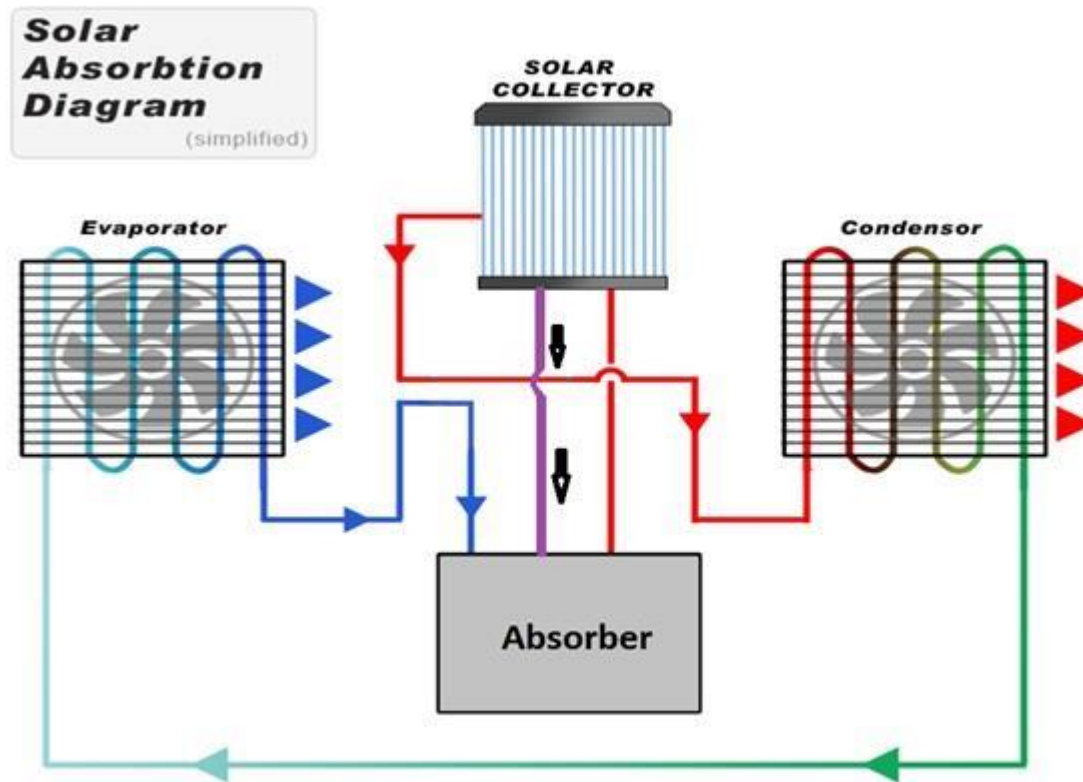 Solar
Absorbtion
Diagram
(simplified)
SOLAR
COLLECTOR
Evaporator
Condensor
Absorber